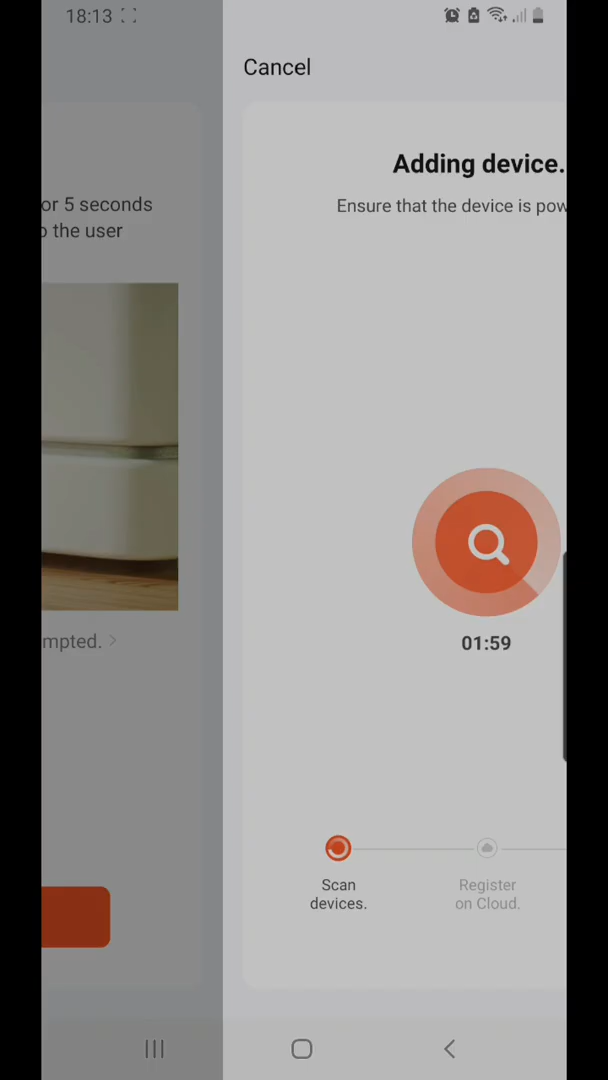 18:13
Cancel
or 5 seconds
the user
mpted. >
Adding device.
Ensure that the device is pow
01:59
Scan
devices.
Register
on Cloud.